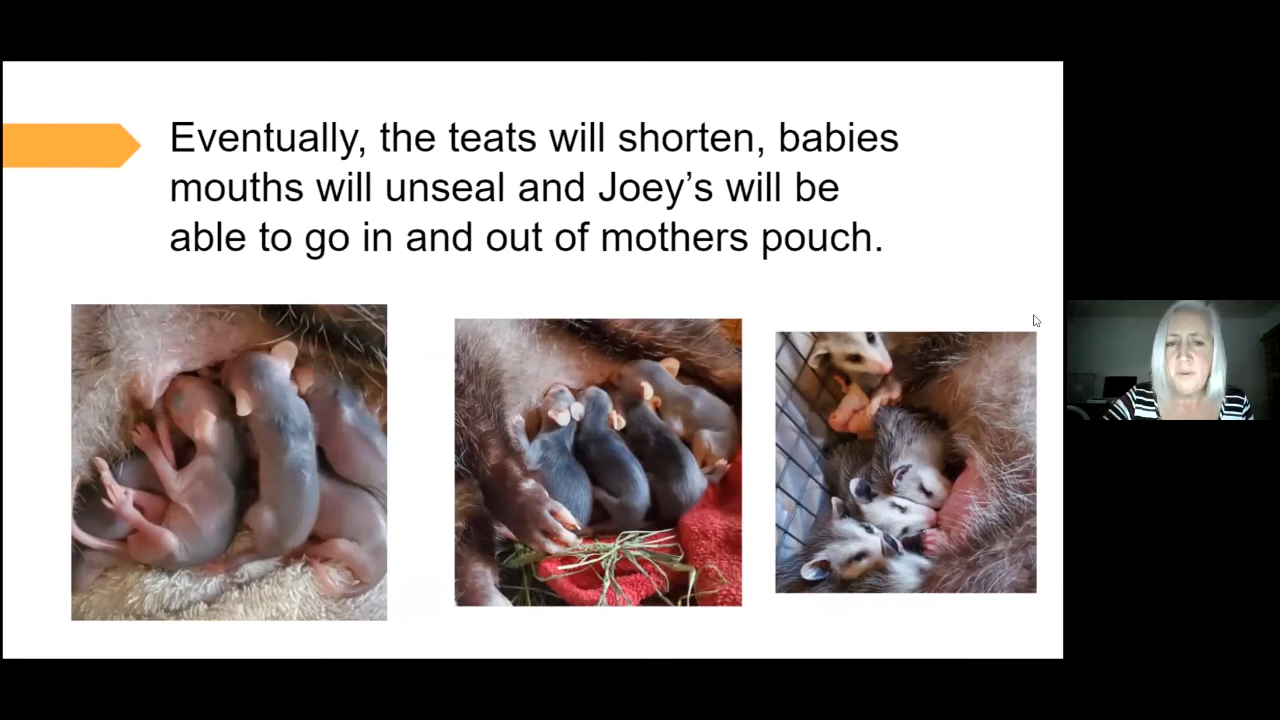 Eventually, the teats will shorten, babies
mouths will unseal and Joey’s will be
able to go in and out of mothers pouch.